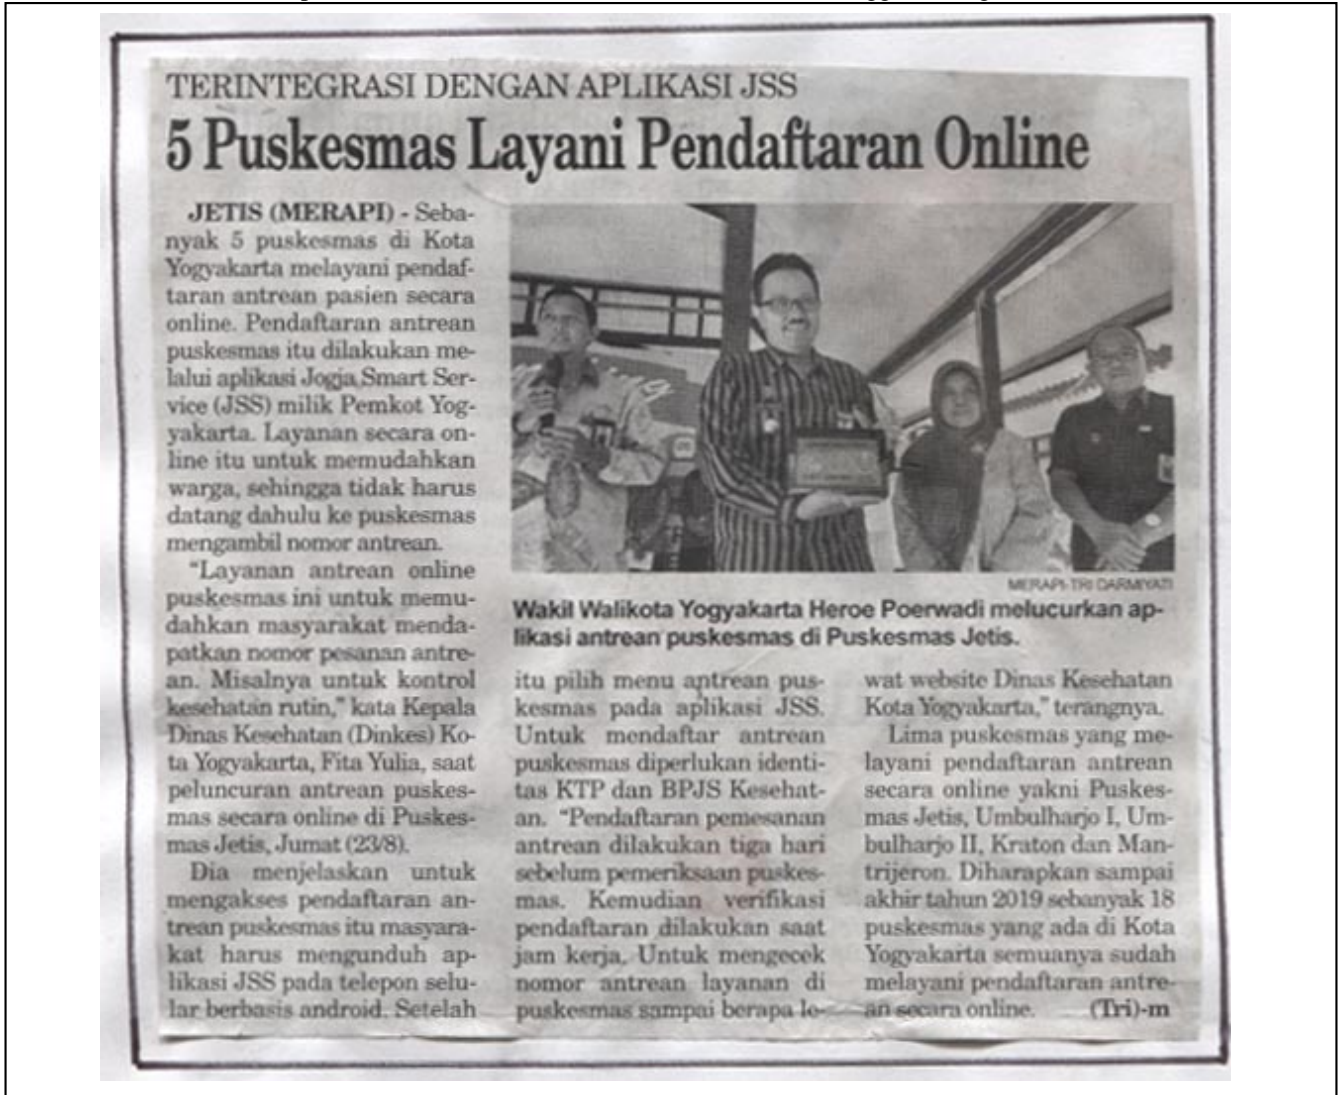 TERINTEGRASI DENGAN APLIKASI JSS
5 Puskesmas Layani Pendaftaran Online
JETIS (MERAPI) - Seba-
nyak 5 puskesmas di Kota
Yogyakarta melayani pendaf-
taran antrean pasien secara
online. Pendaftaran antrean
puskesmas itu dilakukan me-
lalui aplikasi Jogja Smart Ser-
vice (JSS) milik Pemkot Yog-
yakarta. Layanan secara on-
line itu untuk memudahkan
warga, sehingga tidak harus
datang dahulu ke puskesmas
mengambil nomor antrean.
"Layanan antrean online
puskesmas ini untuk memu-
dahkan masyarakat menda-
patkan nomor pesanan antre-
an. Misalnya untuk kontrol
kesehatan rutin," kata Kepala
Dinas Kesehatan (Dinkes) Ko-
ta Yogyakarta, Fita Yulia, saat
peluncuran antrean puskes-
mas secara online di Puskes-
mas Jetis, Jumat (23/8).
Dia menjelaskan untuk
mengakses pendaftaran an-
trean puskesmas itu masyara-
kat harus mengunduh ap-
likasi JSS pada telepon selu-
lar berbasis android. Setelah
MERAPI-TRI DARMIYATI
Wakil Walikota Yogyakarta Heroe Poerwadi melucurkan ap-
likasi antrean puskesmas di Puskesmas Jetis.
itu pilih menu antrean pus-
kesmas pada aplikasi JSS.
Untuk mendaftar antrean
puskesmas diperlukan identi-
tas KTP dan BPJS Kesehat-
an. "Pendaftaran pemesanan
antrean dilakukan tiga hari
sebelum pemeriksaan puskes-
mas. Kemudian verifikasi
pendaftaran dilakukan saat
jam kerja. Untuk mengecek
nomor antrean layanan di
puskesmas sampai berapa le-
wat website Dinas Kesehatan
Kota Yogyakarta," terangnya.
Lima puskesmas yang me-
layani pendaftaran antrean
secara online yakni Puskes-
mas Jetis, Umbulharjo I, Um-
bulharjo II, Kraton dan Man-
trijeron. Diharapkan sampai
akhir tahun 2019 sebanyak 18
puskesmas yang ada di Kota
Yogyakarta semuanya sudah
melayani pendaftaran antre-
an secara online. (Tri)-m